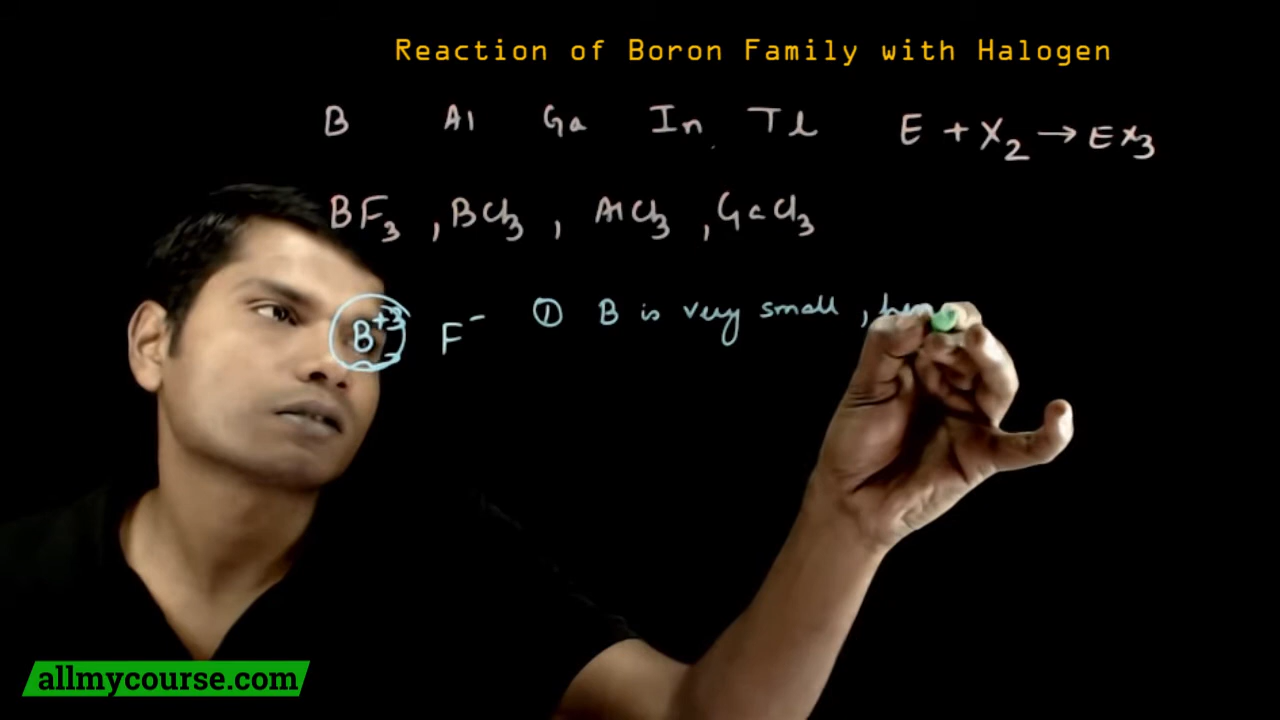 Reaction of Boron Family with Halogen
B Al Ga In Tl E + X₂ → EX₃
BF₃, BCl₃, AlCl₃, GaCl₃
B⁺³ F⁻ ① B is very small,
allmycourse.com